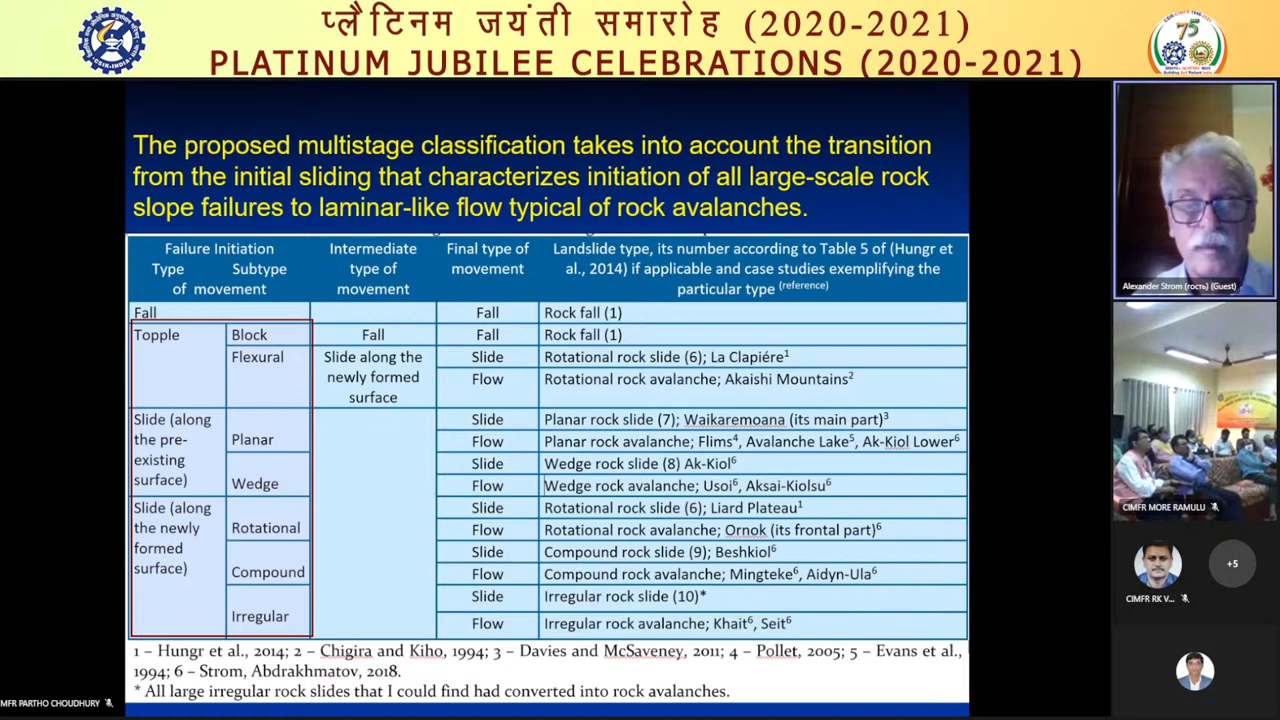 प्लैटिनम जयंती समारोह (2020-2021)
PLATINUM JUBILEE CELEBRATIONS (2020-2021)
CSIR-INDIA
75
The proposed multistage classification takes into account the transition
from the initial sliding that characterizes initiation of all large-scale rock
slope failures to laminar-like flow typical of rock avalanches.
Failure Initiation
Type Subtype
of movement
Intermediate
type of
movement
Final type of
movement
Landslide type, its number according to Table 5 of (Hungr et
al., 2014) if applicable and case studies exemplifying the
particular type (reference)
Fall Fall Rock fall (1)
Topple Block Fall Fall Rock fall (1)
Flexural Slide along the
newly formed
surface
Slide Rotational rock slide (6); La Clapiére¹
Flow Rotational rock avalanche; Akaishi Mountains²
Slide (along
the pre-
existing
surface)
Planar
Slide Planar rock slide (7); Waikaremoana (its main part)³
Flow Planar rock avalanche; Flims⁴, Avalanche Lake⁵, Ak-Kiol Lower⁶
Wedge
Slide Wedge rock slide (8) Ak-Kiol⁶
Flow Wedge rock avalanche; Usoi⁶, Aksai-Kiolsu⁶
Slide (along
the newly
formed
surface)
Rotational
Slide Rotational rock slide (6); Liard Plateau¹
Flow Rotational rock avalanche; Ornok (its frontal part)⁶
Compound
Slide Compound rock slide (9); Beshkiol⁶
Flow Compound rock avalanche; Mingteke⁶, Aidyn-Ula⁶
Irregular
Slide Irregular rock slide (10)*
Flow Irregular rock avalanche; Khait⁶, Seit⁶
1 – Hungr et al., 2014; 2 – Chigira and Kiho, 1994; 3 – Davies and McSaveney, 2011; 4 – Pollet, 2005; 5 – Evans et al.,
1994; 6 – Strom, Abdrakhmatov, 2018.
* All large irregular rock slides that I could find had converted into rock avalanches.
Alexander Strom (гость) (Guest)
CIMFR MORE RAMULU
CIMFR RK V...
+5
MFR PARTHO CHOUDHURY